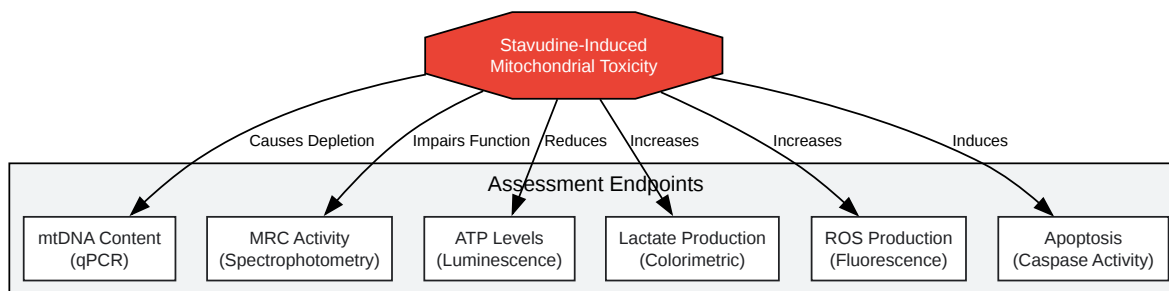 Stavudine-Induced
Mitochondrial Toxicity
Causes Depletion
Impairs Function
Reduces
Increases
Increases
Induces
Assessment Endpoints
mtDNA Content
(qPCR)
MRC Activity
(Spectrophotometry)
ATP Levels
(Luminescence)
Lactate Production
(Colorimetric)
ROS Production
(Fluorescence)
Apoptosis
(Caspase Activity)